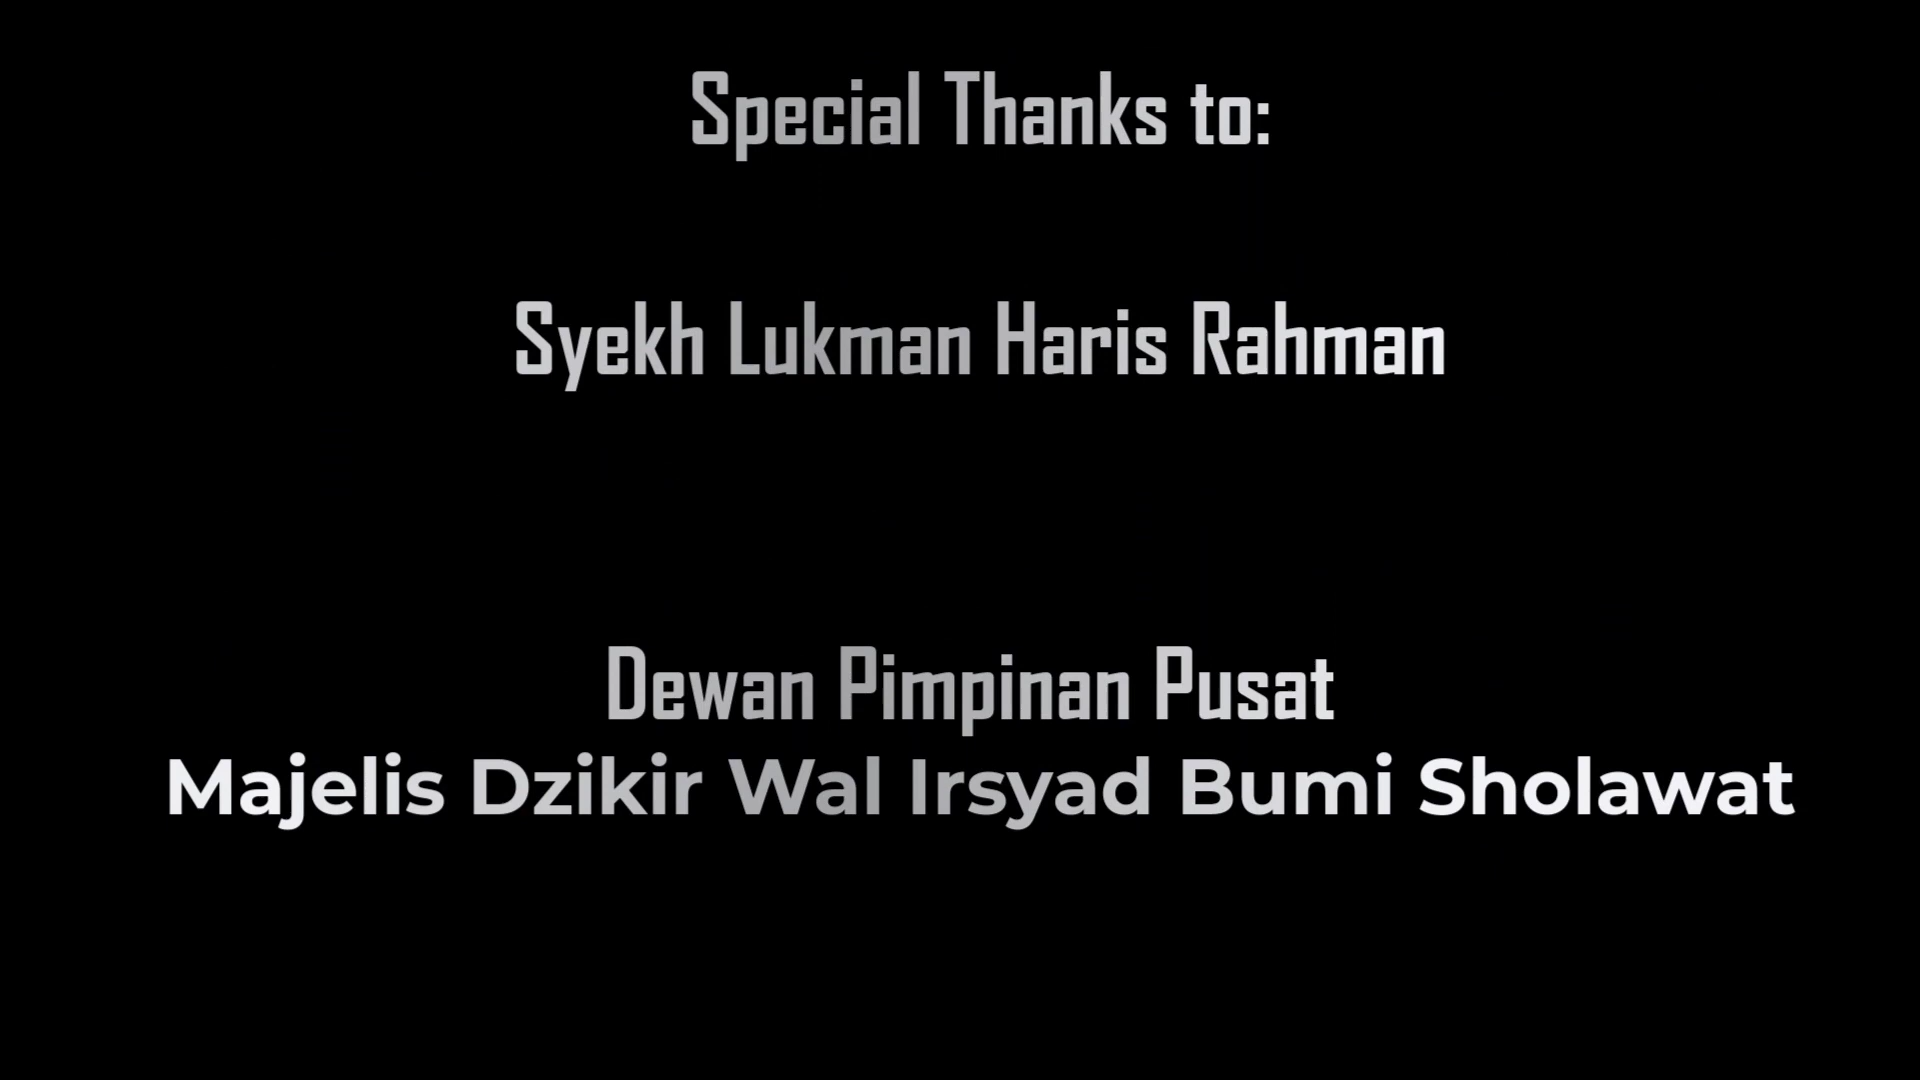 Special Thanks to:
Syekh Lukman Haris Rahman
Dewan Pimpinan Pusat
Majelis Dzikir Wal Irsyad Bumi Sholawat